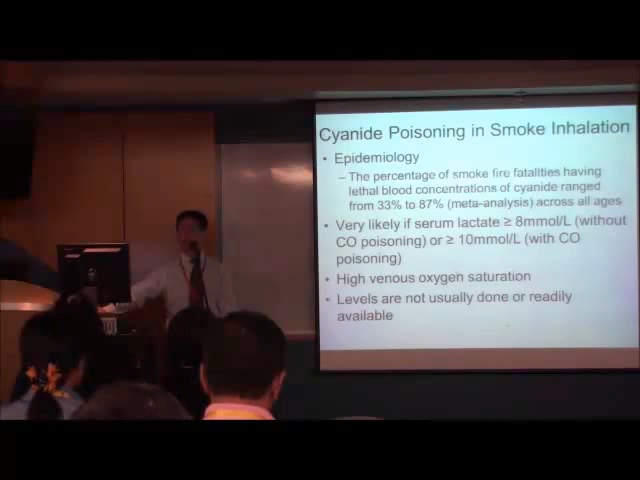 Cyanide Poisoning in Smoke Inhalation
• Epidemiology
– The percentage of smoke fire fatalities having
lethal blood concentrations of cyanide ranged
from 33% to 87% (meta-analysis) across all ages
• Very likely if serum lactate ≥ 8mmol/L (without
CO poisoning) or ≥ 10mmol/L (with CO
poisoning)
• High venous oxygen saturation
• Levels are not usually done or readily
available